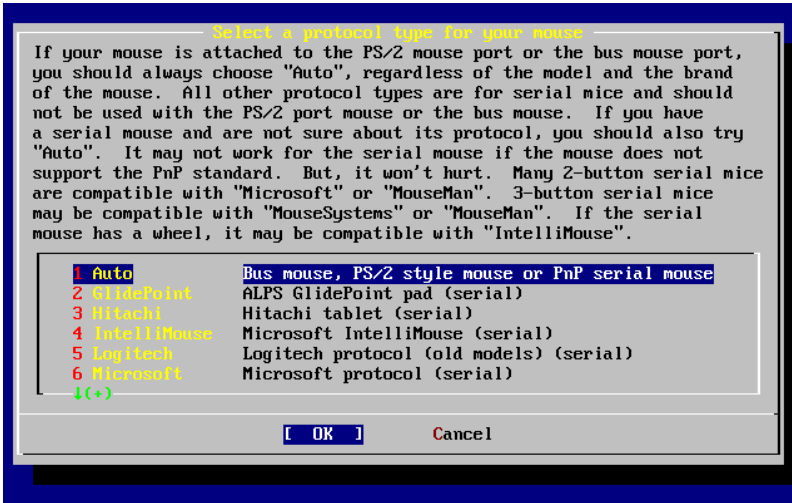 Select a protocol type for your mouse
If your mouse is attached to the PS/2 mouse port or the bus mouse port,
you should always choose "Auto", regardless of the model and the brand
of the mouse.  All other protocol types are for serial mice and should
not be used with the PS/2 port mouse or the bus mouse.  If you have
a serial mouse and are not sure about its protocol, you should also try
"Auto".  It may not work for the serial mouse if the mouse does not
support the PnP standard.  But, it won't hurt.  Many 2-button serial mice
are compatible with "Microsoft" or "MouseMan".  3-button serial mice
may be compatible with "MouseSystems" or "MouseMan".  If the serial
mouse has a wheel, it may be compatible with "IntelliMouse".
1 Auto Bus mouse, PS/2 style mouse or PnP serial mouse
2 GlidePoint ALPS GlidePoint pad (serial)
3 Hitachi Hitachi tablet (serial)
4 IntelliMouse Microsoft IntelliMouse (serial)
5 Logitech Logitech protocol (old models) (serial)
6 Microsoft Microsoft protocol (serial)
↓(+)
[ OK ] Cancel